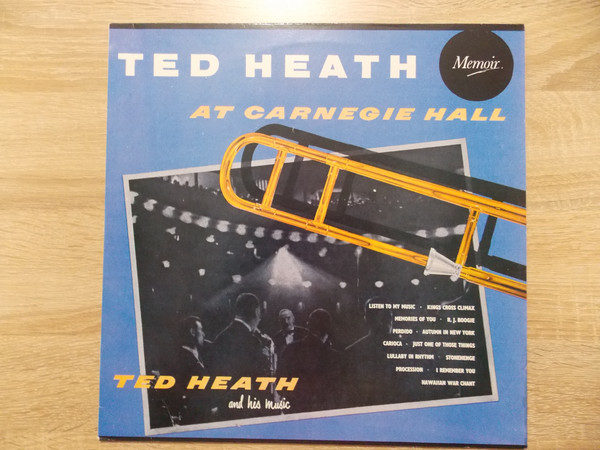 TED HEATH
Memoir.
AT CARNEGIE HALL
LISTEN TO MY MUSIC · KINGS CROSS CLIMAX
MEMORIES OF YOU · R. J. BOOGIE
PERDIDO · AUTUMN IN NEW YORK
CARIOCA · JUST ONE OF THOSE THINGS
LULLABY IN RHYTHM · STONEHENGE
PROCESSION · I REMEMBER YOU
HAWAIIAN WAR CHANT
TED HEATH
and his music